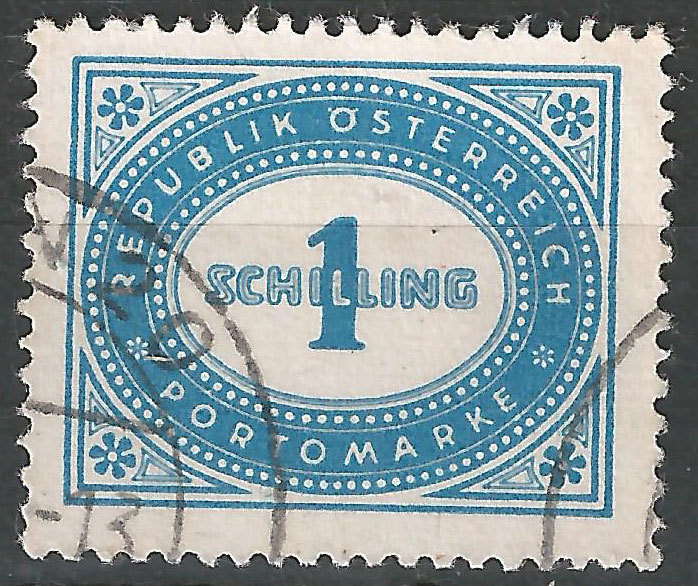 REPUBLIK ÖSTERREICH
1
SCHILLING
* PORTOMARKE *